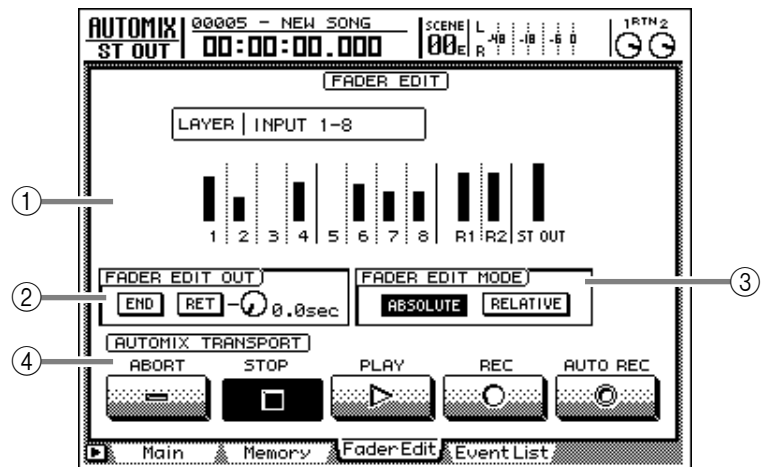 AUTOMIX 00005 - NEW SONG SCENE L -48 -18 -6 0 1 RTN 2
ST OUT 00:00:00.000 00E R
FADER EDIT
LAYER INPUT 1-8
①
1 2 3 4 5 6 7 8 R1 R2 ST OUT
FADER EDIT OUT FADER EDIT MODE
②
③
END RET 0.0sec ABSOLUTE RELATIVE
AUTOMIX TRANSPORT
④
ABORT STOP PLAY REC AUTO REC
Main Memory Fader Edit Event List